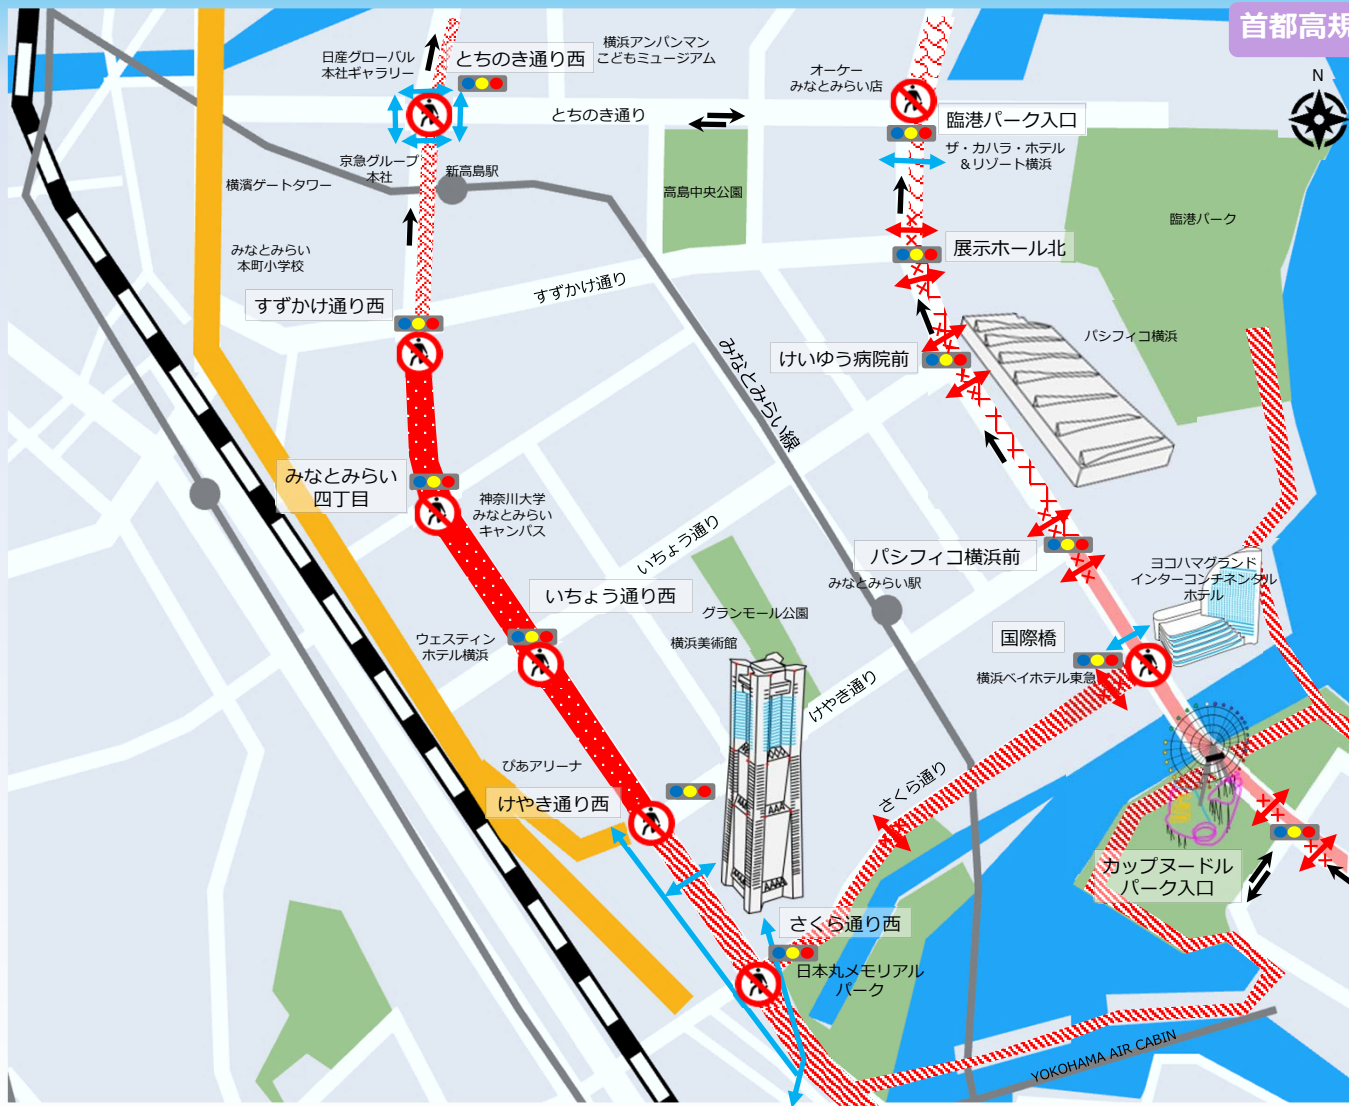 首都高規
N
日産グローバル
本社ギャラリー
とちのき通り西
横浜アンパンマン
こどもミュージアム
オーケー
みなとみらい店
とちのき通り
臨港パーク入口
ザ・カハラ・ホテル
＆リゾート横浜
京急グループ
本社
新高島駅
横濱ゲートタワー
高島中央公園
臨港パーク
みなとみらい
本町小学校
展示ホール北
すずかけ通り西
すずかけ通り
パシフィコ横浜
けいゆう病院前
みなとみらい線
みなとみらい
四丁目
神奈川大学
みなとみらい
キャンパス
いちょう通り
パシフィコ横浜前
みなとみらい駅
ヨコハマグランド
インターコンチネンタル
ホテル
いちょう通り西
グランモール公園
国際橋
ウェスティン
ホテル横浜
横浜美術館
横浜ベイホテル東急
けやき通り
ぴあアリーナ
けやき通り西
さくら通り
カップヌードル
パーク入口
さくら通り西
日本丸メモリアル
パーク
YOKOHAMA AIR CABIN